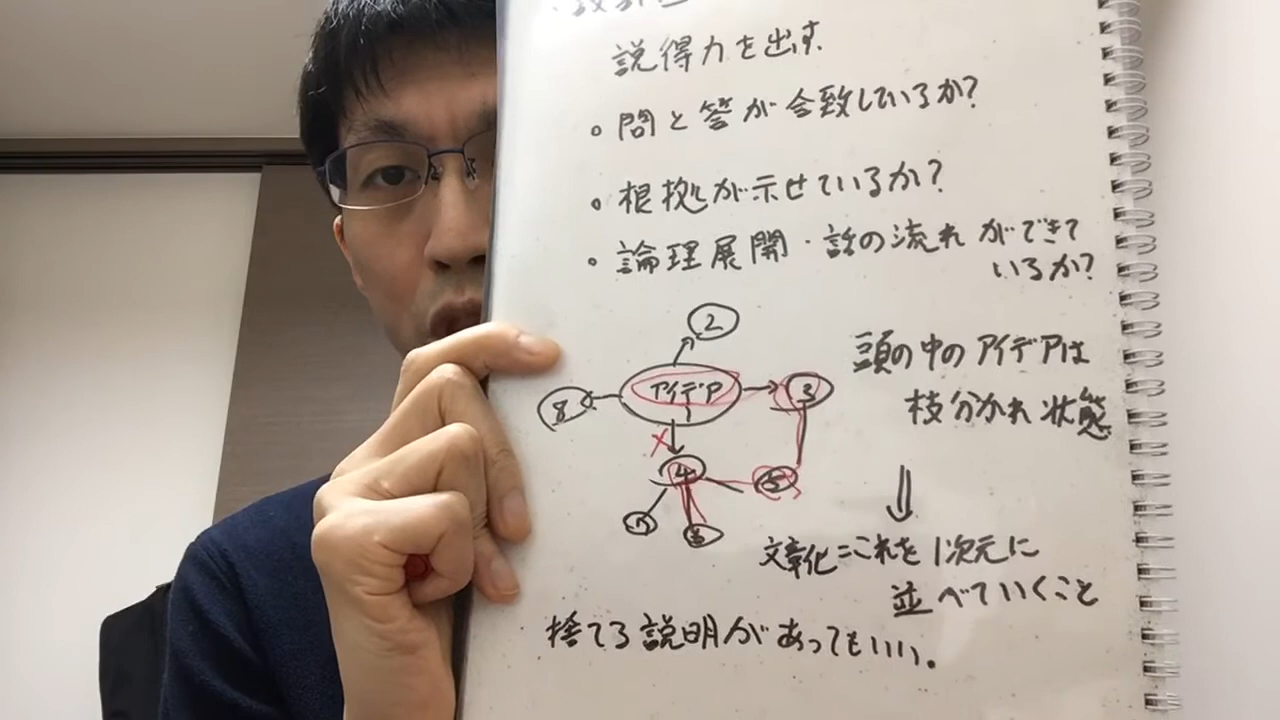 説得力を出す.
◦問と答が合致しているか?
◦根拠が示せているか?
◦論理展開・話の流れができて
いるか?
2
8
アイデア
1
3
4
5
頭の中のアイデアは
枝分かれ状態
⇓
文章化=これを1次元に
並べていくこと
捨てる説明があってもいい。